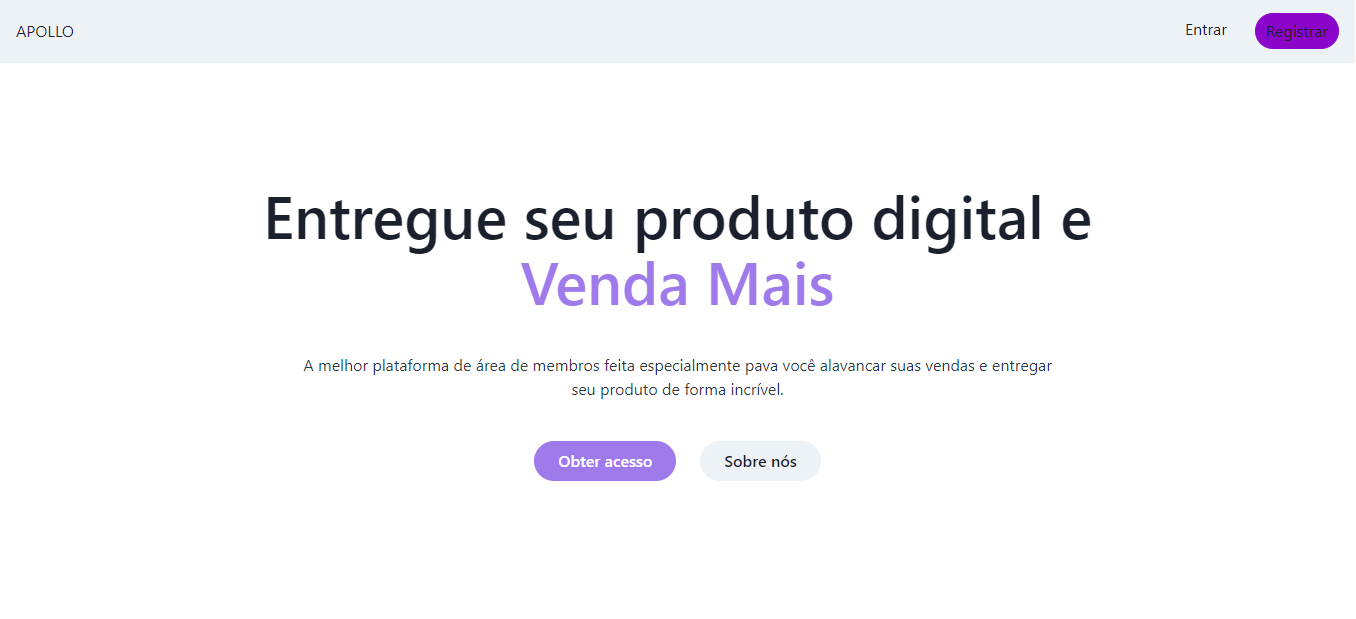 APOLLO
Entrar
Registrar
Entregue seu produto digital e
Venda Mais
A melhor plataforma de área de membros feita especialmente pava você alavancar suas vendas e entregar
seu produto de forma incrível.
Obter acesso
Sobre nós